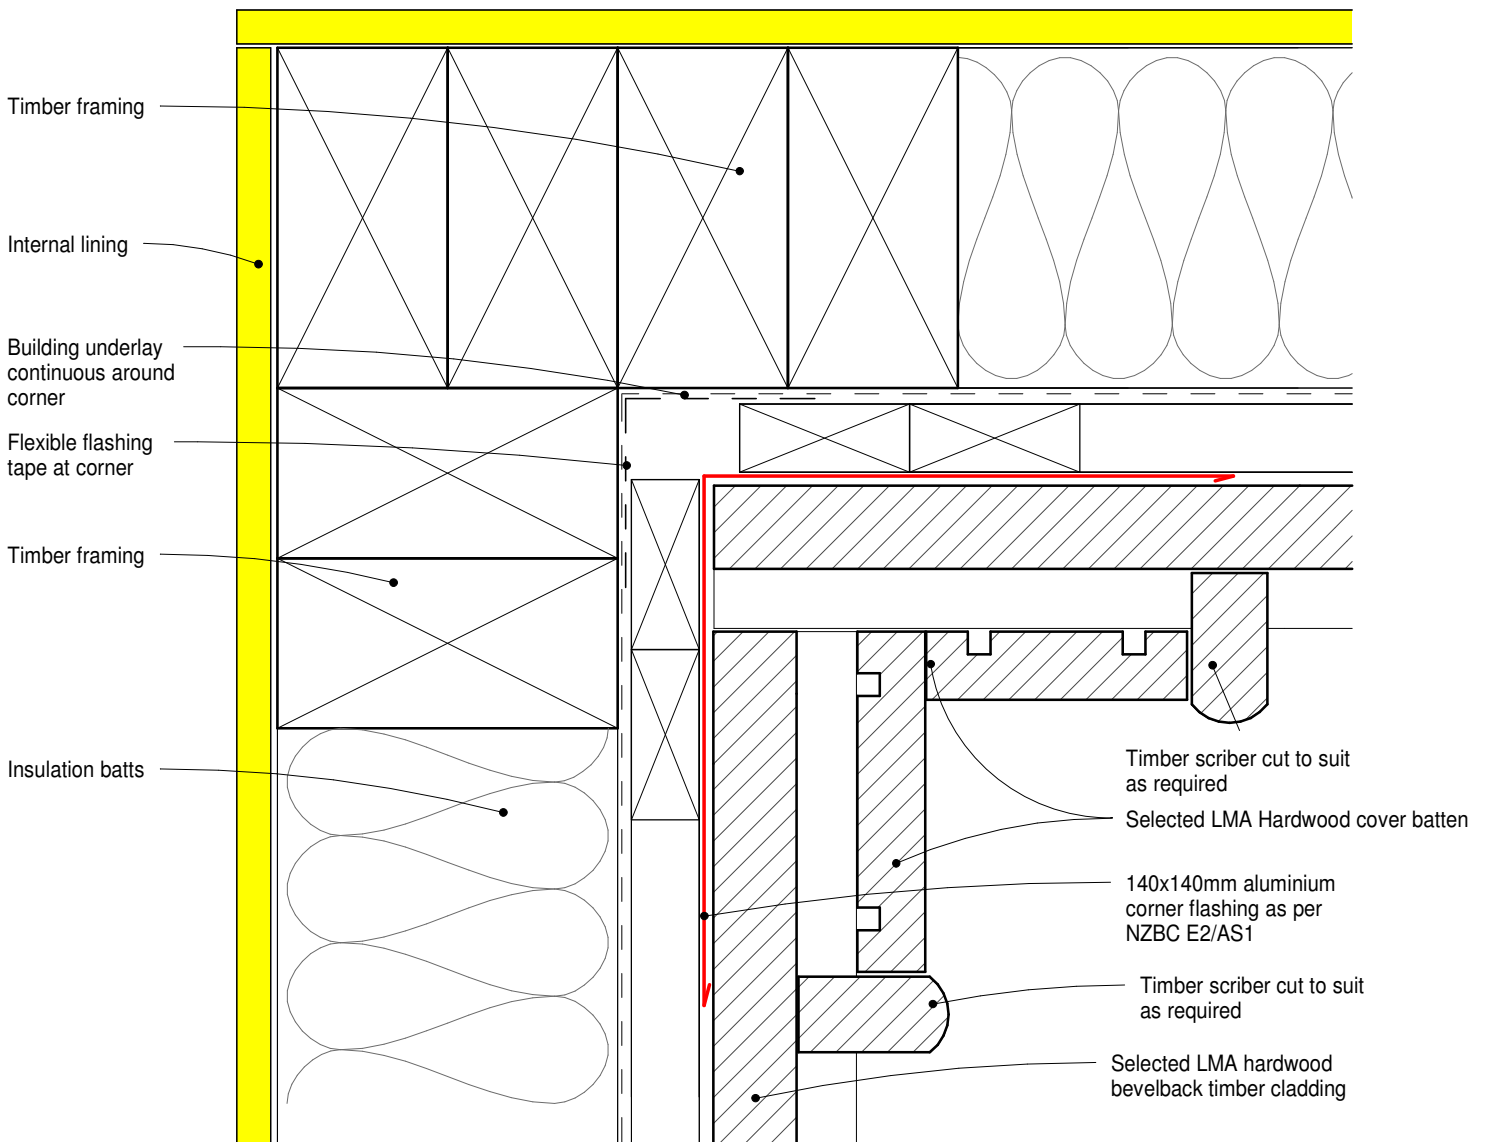 Timber framing
Internal lining
Building underlay
continuous around
corner
Flexible flashing
tape at corner
Timber framing
Insulation batts
Timber scriber cut to suit
as required
Selected LMA Hardwood cover batten
140x140mm aluminium
corner flashing as per
NZBC E2/AS1
Timber scriber cut to suit
as required
Selected LMA hardwood
bevelback timber cladding